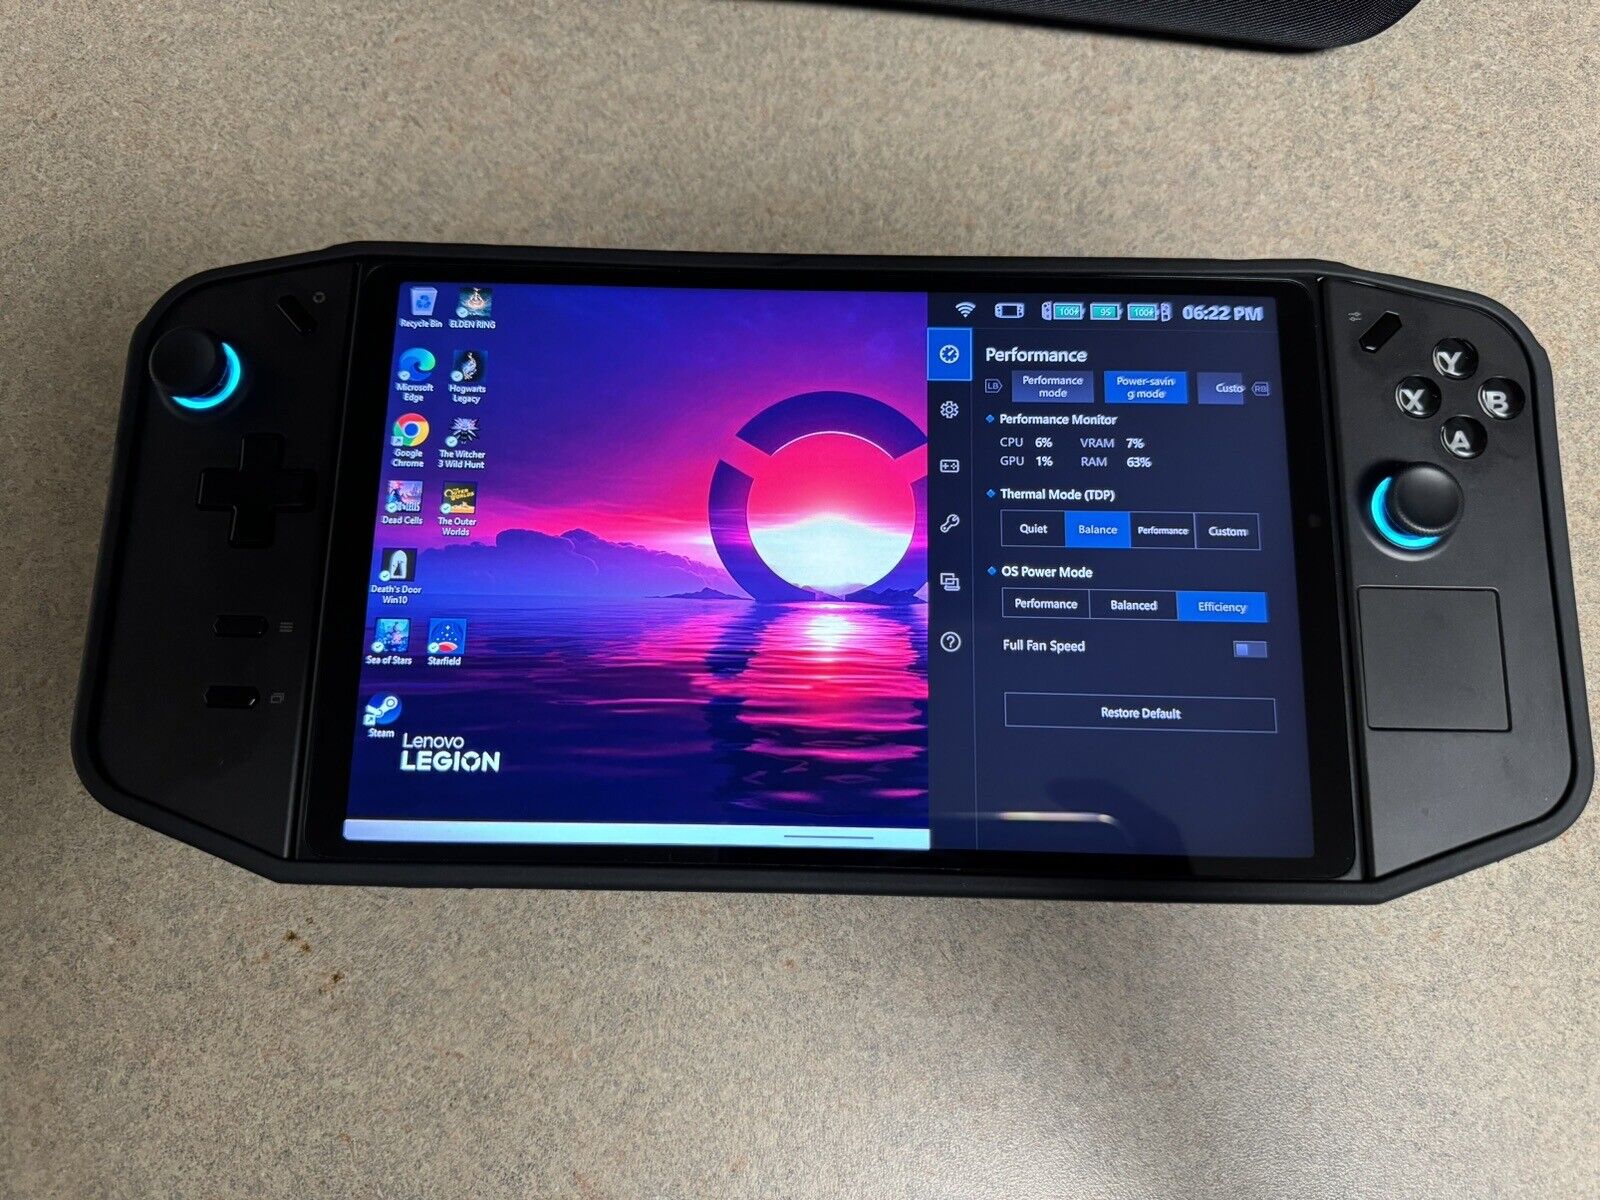 Recycle Bin
ELDEN RING
Microsoft
Edge
Hogwarts
Legacy
Google
Chrome
The Witcher
3 Wild Hunt
Dead Cells
The Outer
Worlds
Death's Door
Win10
Sea of Stars
Starfield
Steam
Lenovo
LEGION
100
95
100
06:22 PM
Performance
LB
Performance
mode
Power-savin
g mode
Custo
RB
Performance Monitor
CPU 6% VRAM 7%
GPU 1% RAM 63%
Thermal Mode (TDP)
Quiet
Balance
Performance
Custom
OS Power Mode
Performance
Balanced
Efficiency
Full Fan Speed
Restore Default
Y
X
B
A